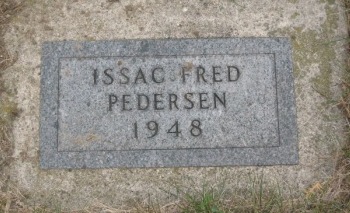 ISSAC FRED
PEDERSEN
1948